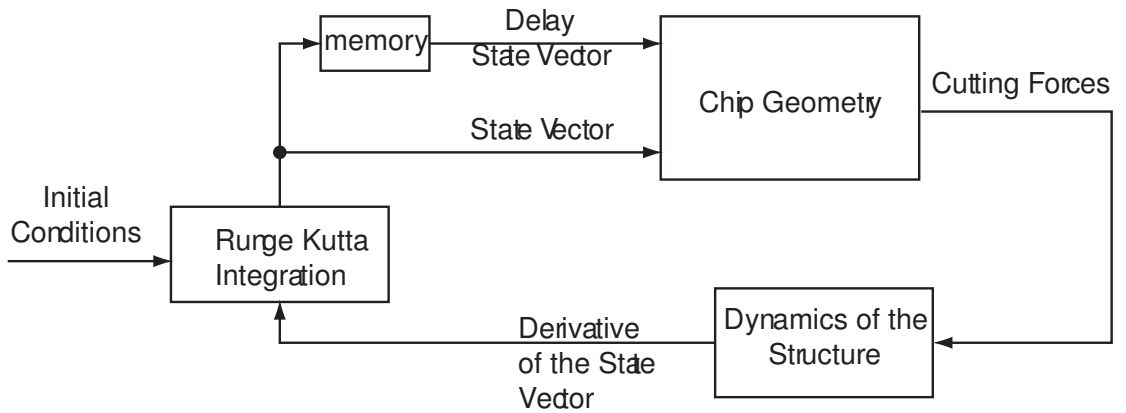 memory
Delay
State Vector
Chip Geometry
Cutting Forces
State Vector
Initial
Conditions
Runge Kutta
Integration
Dynamics of the
Structure
Derivative
of the State
Vector